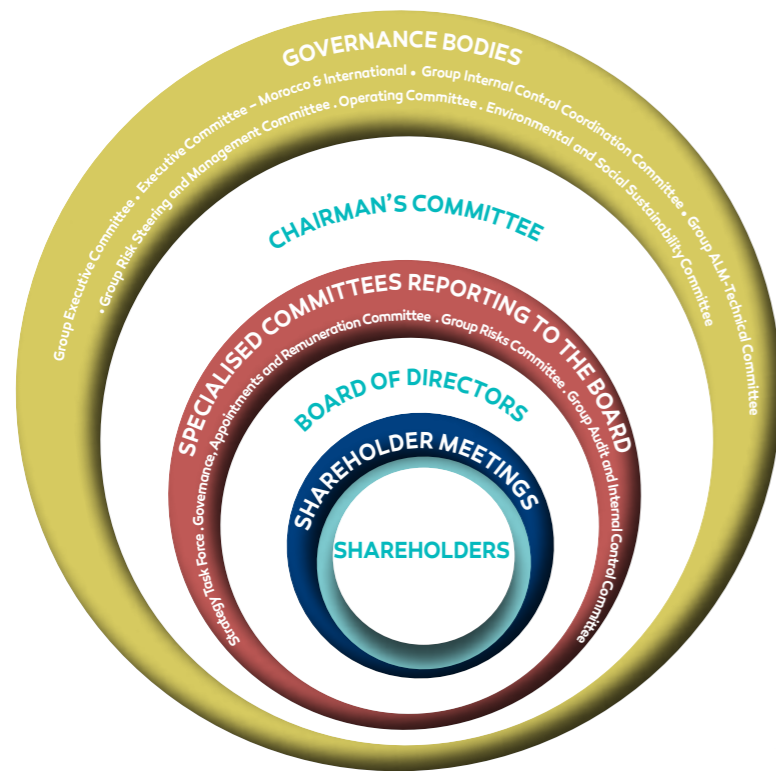 GOVERNANCE BODIES
Group Executive Committee . Executive Committee – Morocco & International • Group Internal Control Coordination Committee • Group ALM-Technical Committee
• Group Risk Steering and Management Committee . Operating Committee . Environmental and Social Sustainability Committee
CHAIRMAN'S COMMITTEE
SPECIALISED COMMITTEES REPORTING TO THE BOARD
Strategy Task Force . Governance, Appointments and Remuneration Committee . Group Risks Committee . Group Audit and Internal Control Committee
BOARD OF DIRECTORS
SHAREHOLDER MEETINGS
SHAREHOLDERS